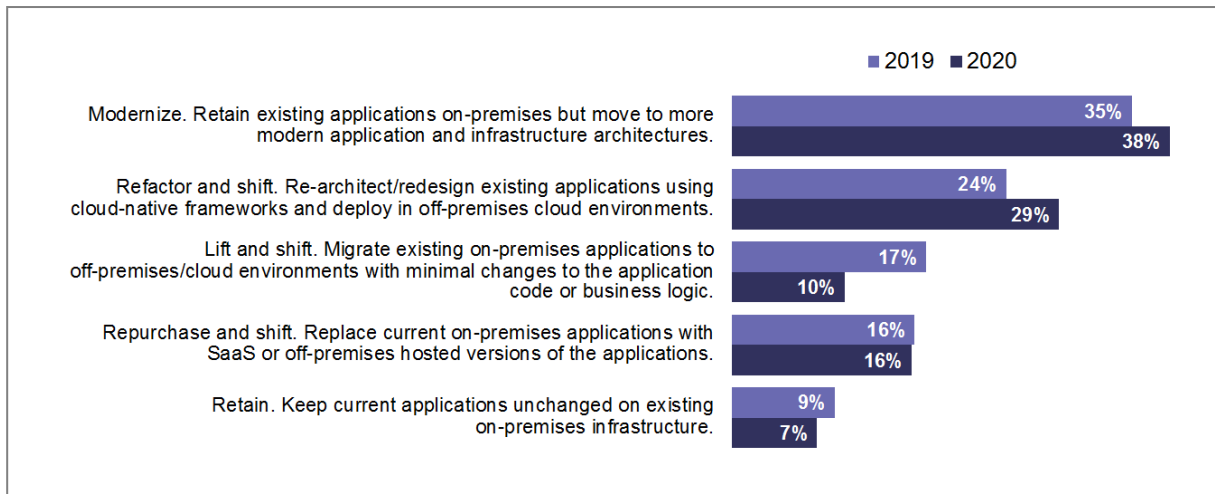 2019 2020
Modernize. Retain existing applications on-premises but move to more
modern application and infrastructure architectures.
35%
38%
Refactor and shift. Re-architect/redesign existing applications using
cloud-native frameworks and deploy in off-premises cloud environments.
24%
29%
Lift and shift. Migrate existing on-premises applications to
off-premises/cloud environments with minimal changes to the application
code or business logic.
17%
10%
Repurchase and shift. Replace current on-premises applications with
SaaS or off-premises hosted versions of the applications.
16%
16%
Retain. Keep current applications unchanged on existing
on-premises infrastructure.
9%
7%